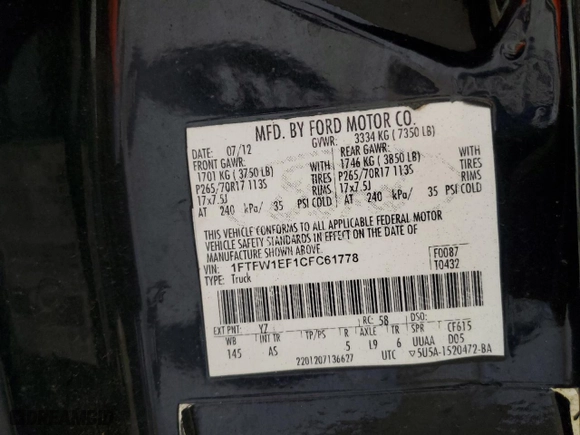 MFD. BY FORD MOTOR CO.
DATE: 07/12 GVWR: 3334 KG ( 7350 LB)
FRONT GAWR: REAR GAWR:
1701 KG ( 3750 LB) WITH 1746 KG ( 3850 LB) WITH
P265/70R17 113S TIRES P265/70R17 113S TIRES
17x7.5J RIMS 17x7.5J RIMS
AT 240 kPa/ 35 PSI COLD AT 240 kPa/ 35 PSI COLD
THIS VEHICLE CONFORMS TO ALL APPLICABLE FEDERAL MOTOR
VEHICLE SAFETY STANDARDS IN EFFECT ON THE DATE OF
MANUFACTURE SHOWN ABOVE.
VIN: 1FTFW1EF1CFC61778 F0087
TYPE: Truck T0432
EXT PNT: YZ RC: 58 DSO:
WB INT TR TP/PS R AXLE TR SPR CF615
145 AS 5 L9 6 UUAA D05
2201207136627 UTC 5U5A-1520472-BA